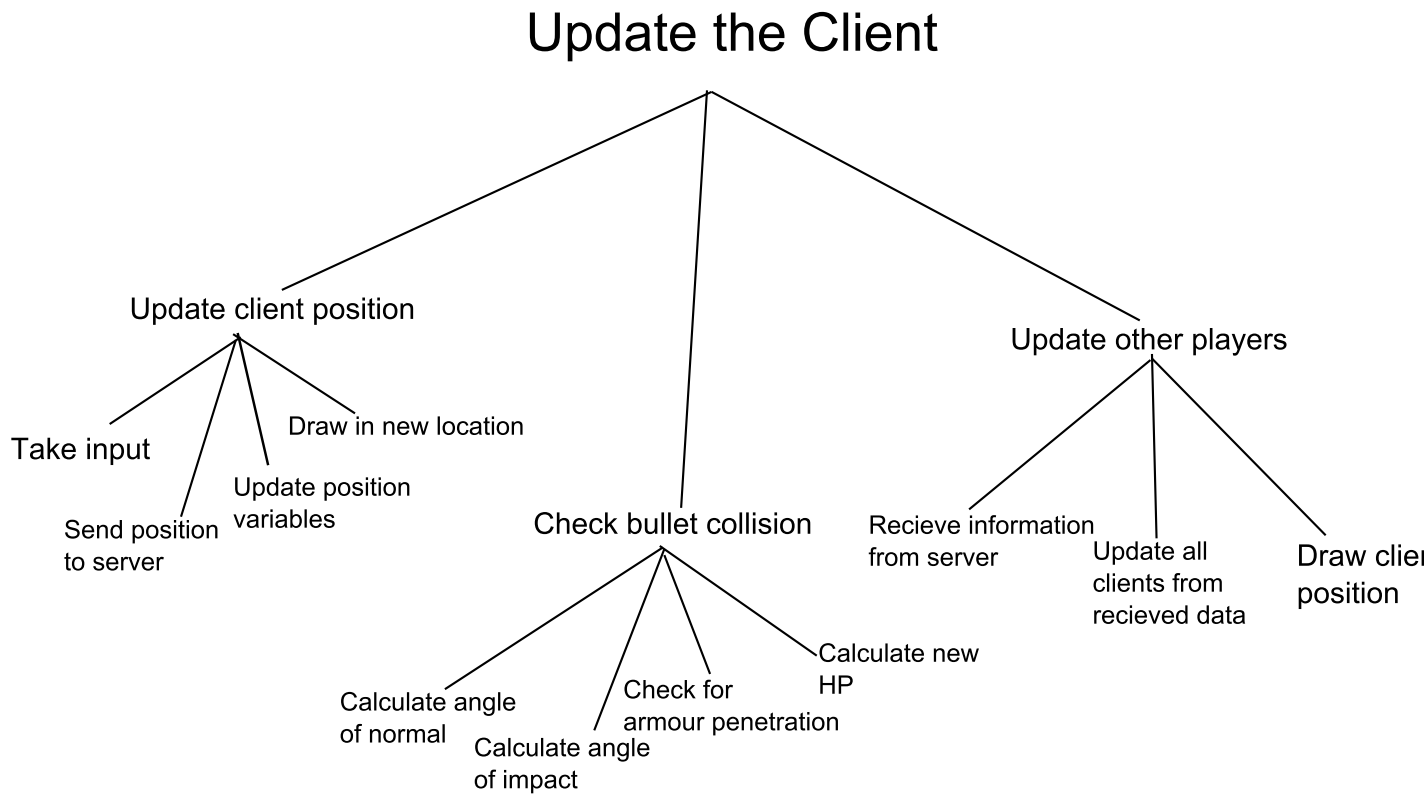 Update the Client
Update client position
Update other players
Take input
Send position
to server
Update position
variables
Draw in new location
Check bullet collision
Calculate angle
of normal
Calculate angle
of impact
Check for
armour penetration
Calculate new
HP
Recieve information
from server
Update all
clients from
recieved data
Draw
position